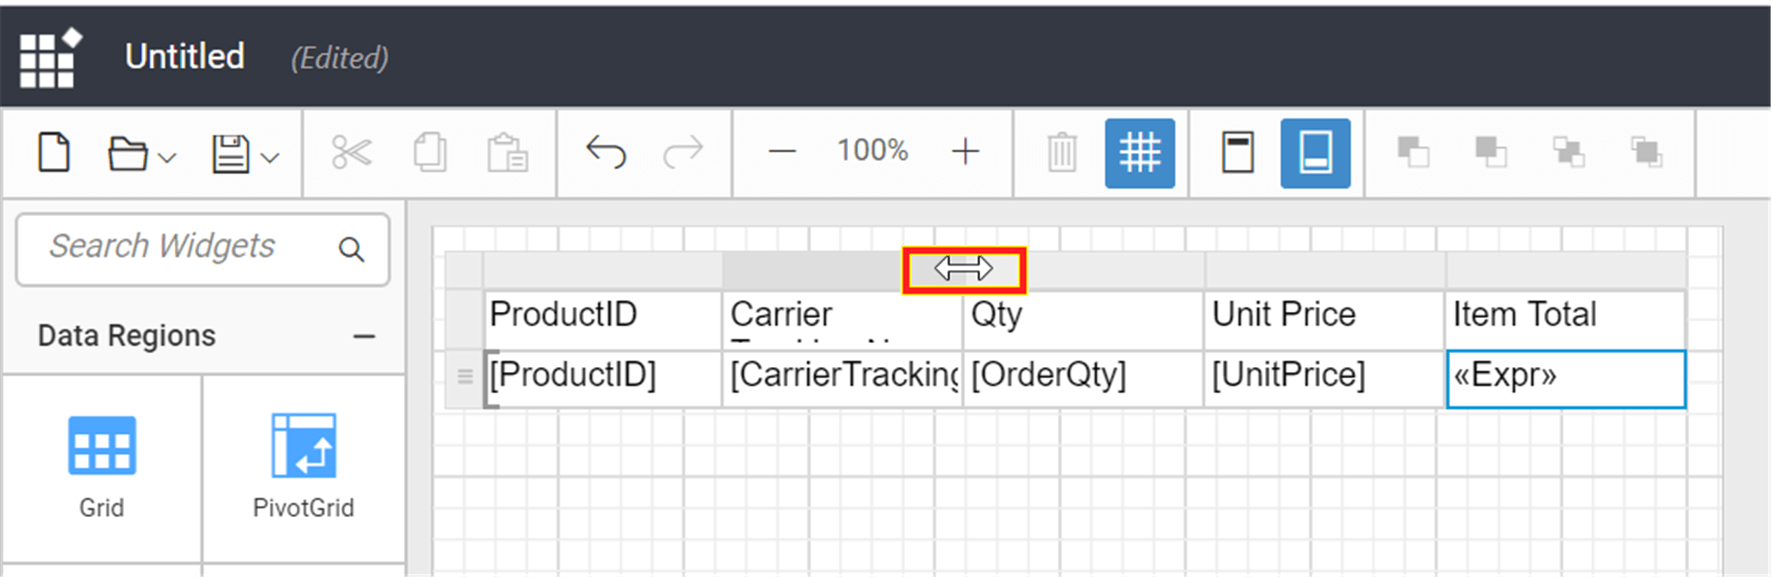 Untitled (Edited)
100%
Search Widgets
Data Regions
Grid
PivotGrid
ProductID Carrier Qty Unit Price Item Total
[ProductID] [CarrierTracking [OrderQty] [UnitPrice] «Expr»